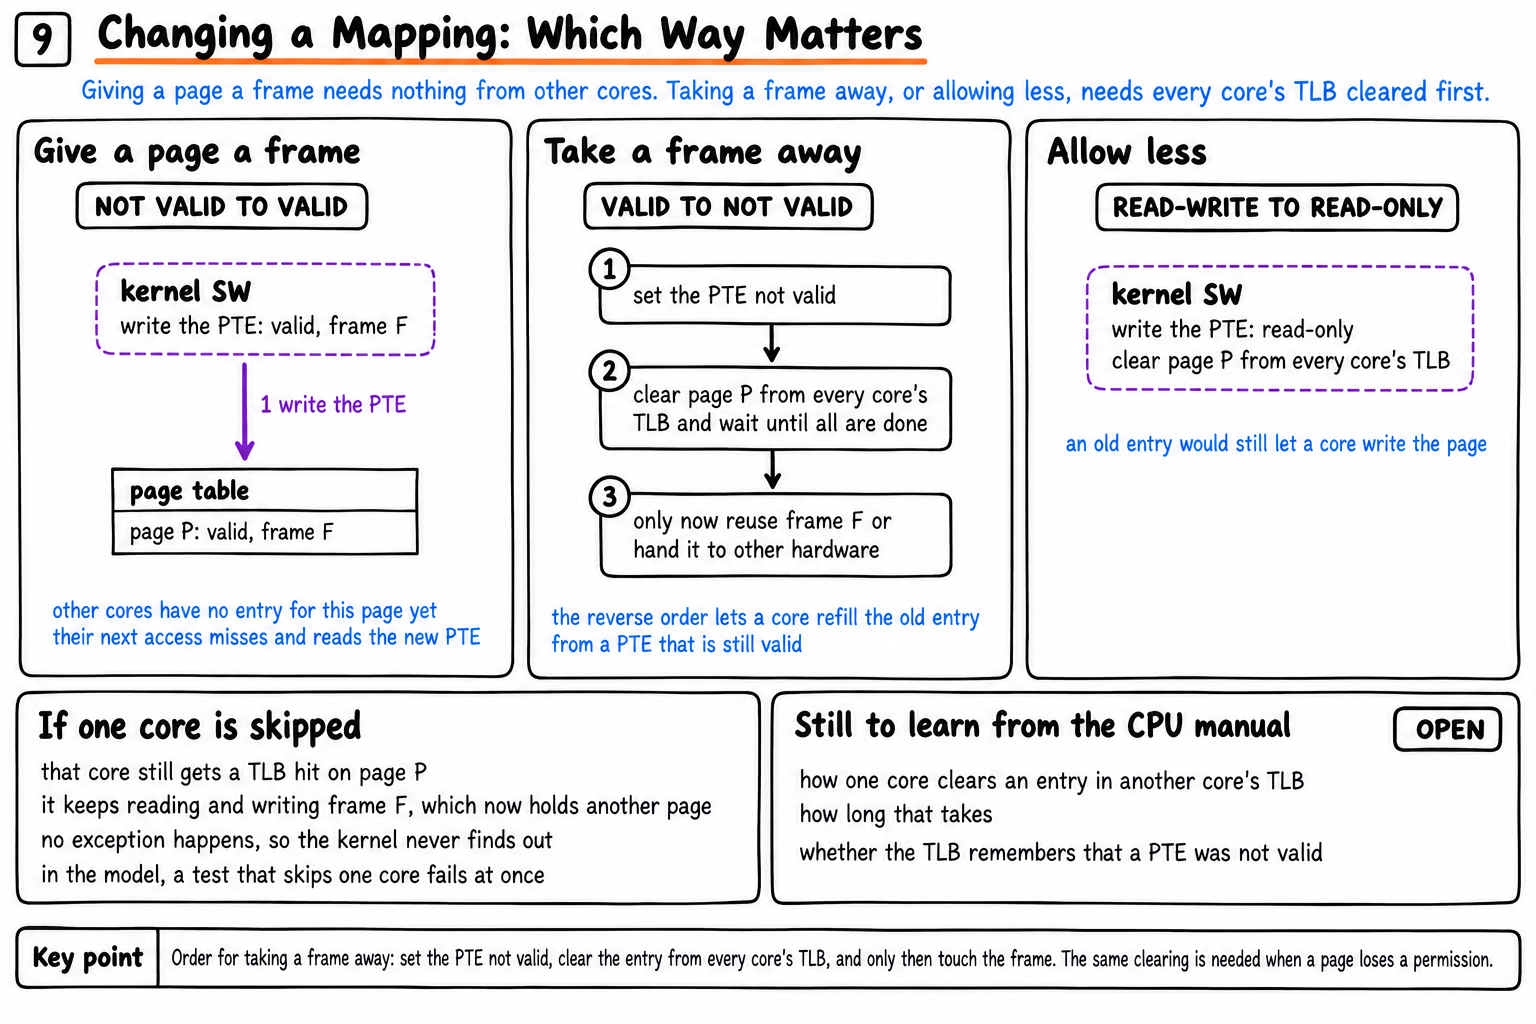 9
Changing a Mapping: Which Way Matters
Giving a page a frame needs nothing from other cores. Taking a frame away, or allowing less, needs every core's TLB cleared first.
Give a page a frame
NOT VALID TO VALID
kernel SW
write the PTE: valid, frame F
1 write the PTE
page table
page P: valid, frame F
other cores have no entry for this page yet
their next access misses and reads the new PTE
Take a frame away
VALID TO NOT VALID
1
set the PTE not valid
2
clear page P from every core's
TLB and wait until all are done
3
only now reuse frame F or
hand it to other hardware
the reverse order lets a core refill the old entry
from a PTE that is still valid
Allow less
READ-WRITE TO READ-ONLY
kernel SW
write the PTE: read-only
clear page P from every core's TLB
an old entry would still let a core write the page
If one core is skipped
that core still gets a TLB hit on page P
it keeps reading and writing frame F, which now holds another page
no exception happens, so the kernel never finds out
in the model, a test that skips one core fails at once
Still to learn from the CPU manual
OPEN
how one core clears an entry in another core's TLB
how long that takes
whether the TLB remembers that a PTE was not valid
Key point
Order for taking a frame away: set the PTE not valid, clear the entry from every core's TLB, and only then touch the frame. The same clearing is needed when a page loses a permission.